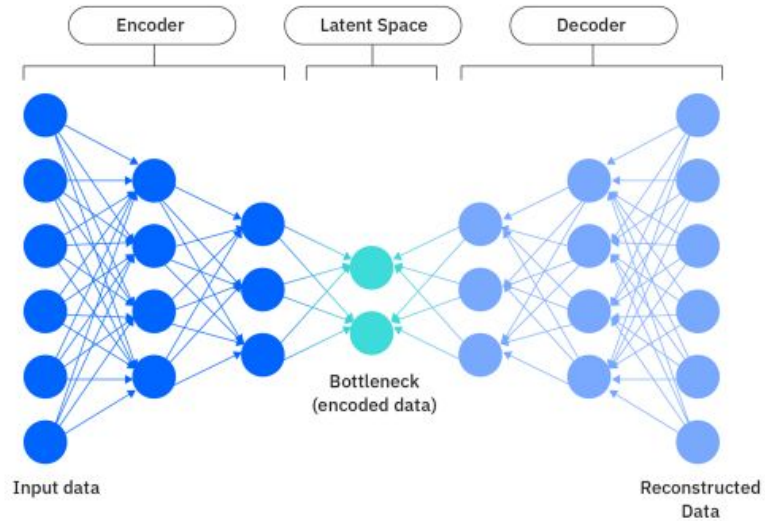 Encoder
Latent Space
Decoder
Bottleneck
(encoded data)
Input data
Reconstructed
Data